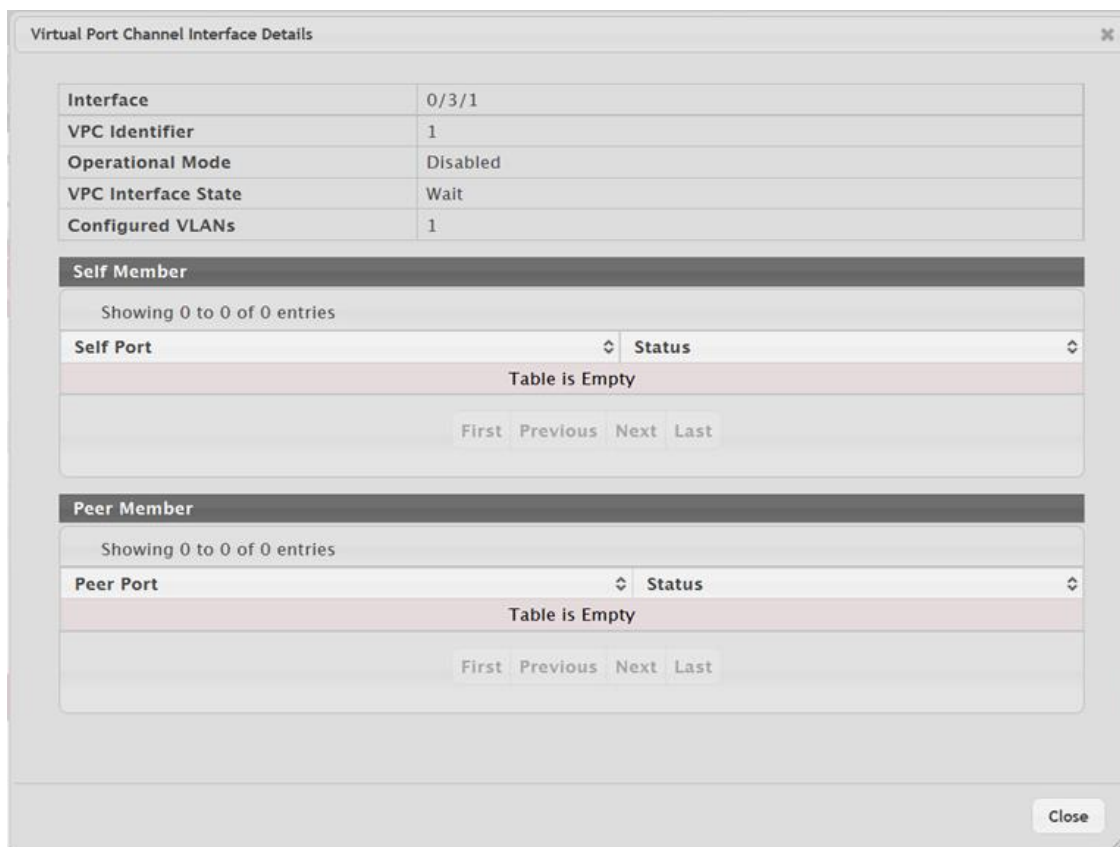 Virtual Port Channel Interface Details
Interface 0/3/1
VPC Identifier 1
Operational Mode Disabled
VPC Interface State Wait
Configured VLANs 1
Self Member
Showing 0 to 0 of 0 entries
Self Port Status
Table is Empty
First Previous Next Last
Peer Member
Showing 0 to 0 of 0 entries
Peer Port Status
Table is Empty
First Previous Next Last
Close